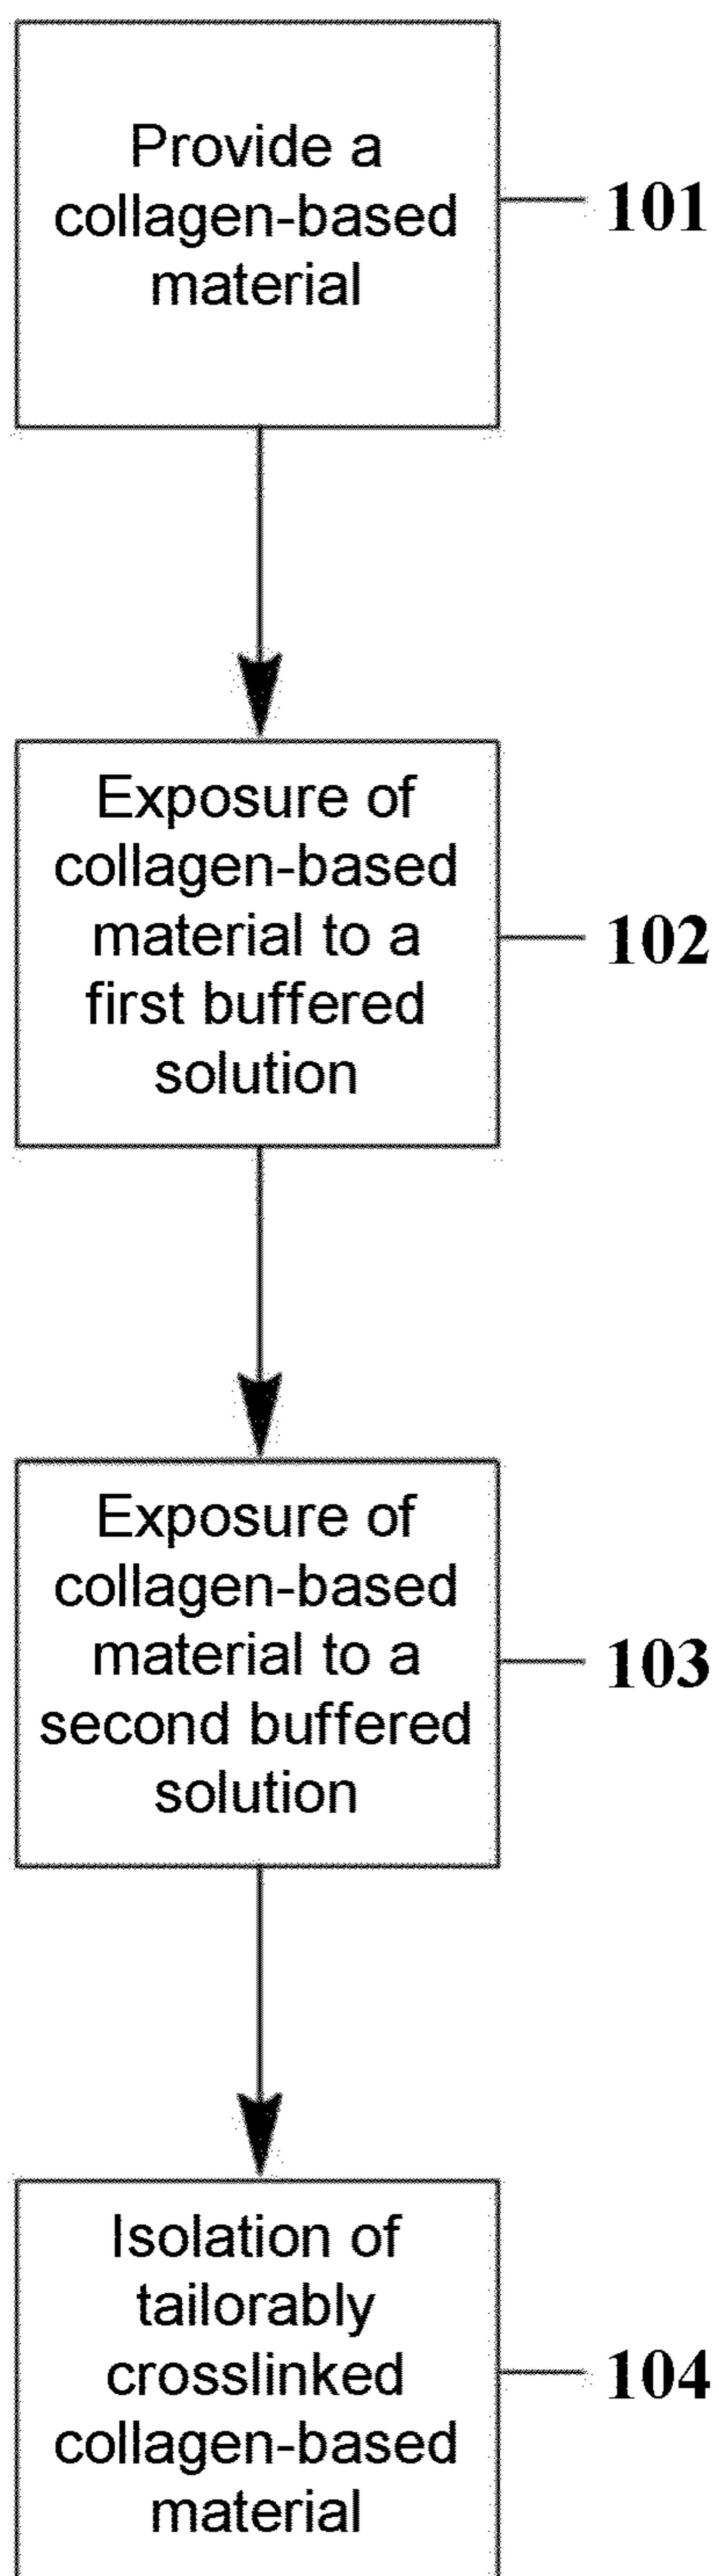 Provide a
collagen-based
material
101
Exposure of
collagen-based
material to a
first buffered
solution
102
Exposure of
collagen-based
material to a
second buffered
solution
103
Isolation of
tailorably
crosslinked
collagen-based
material
104